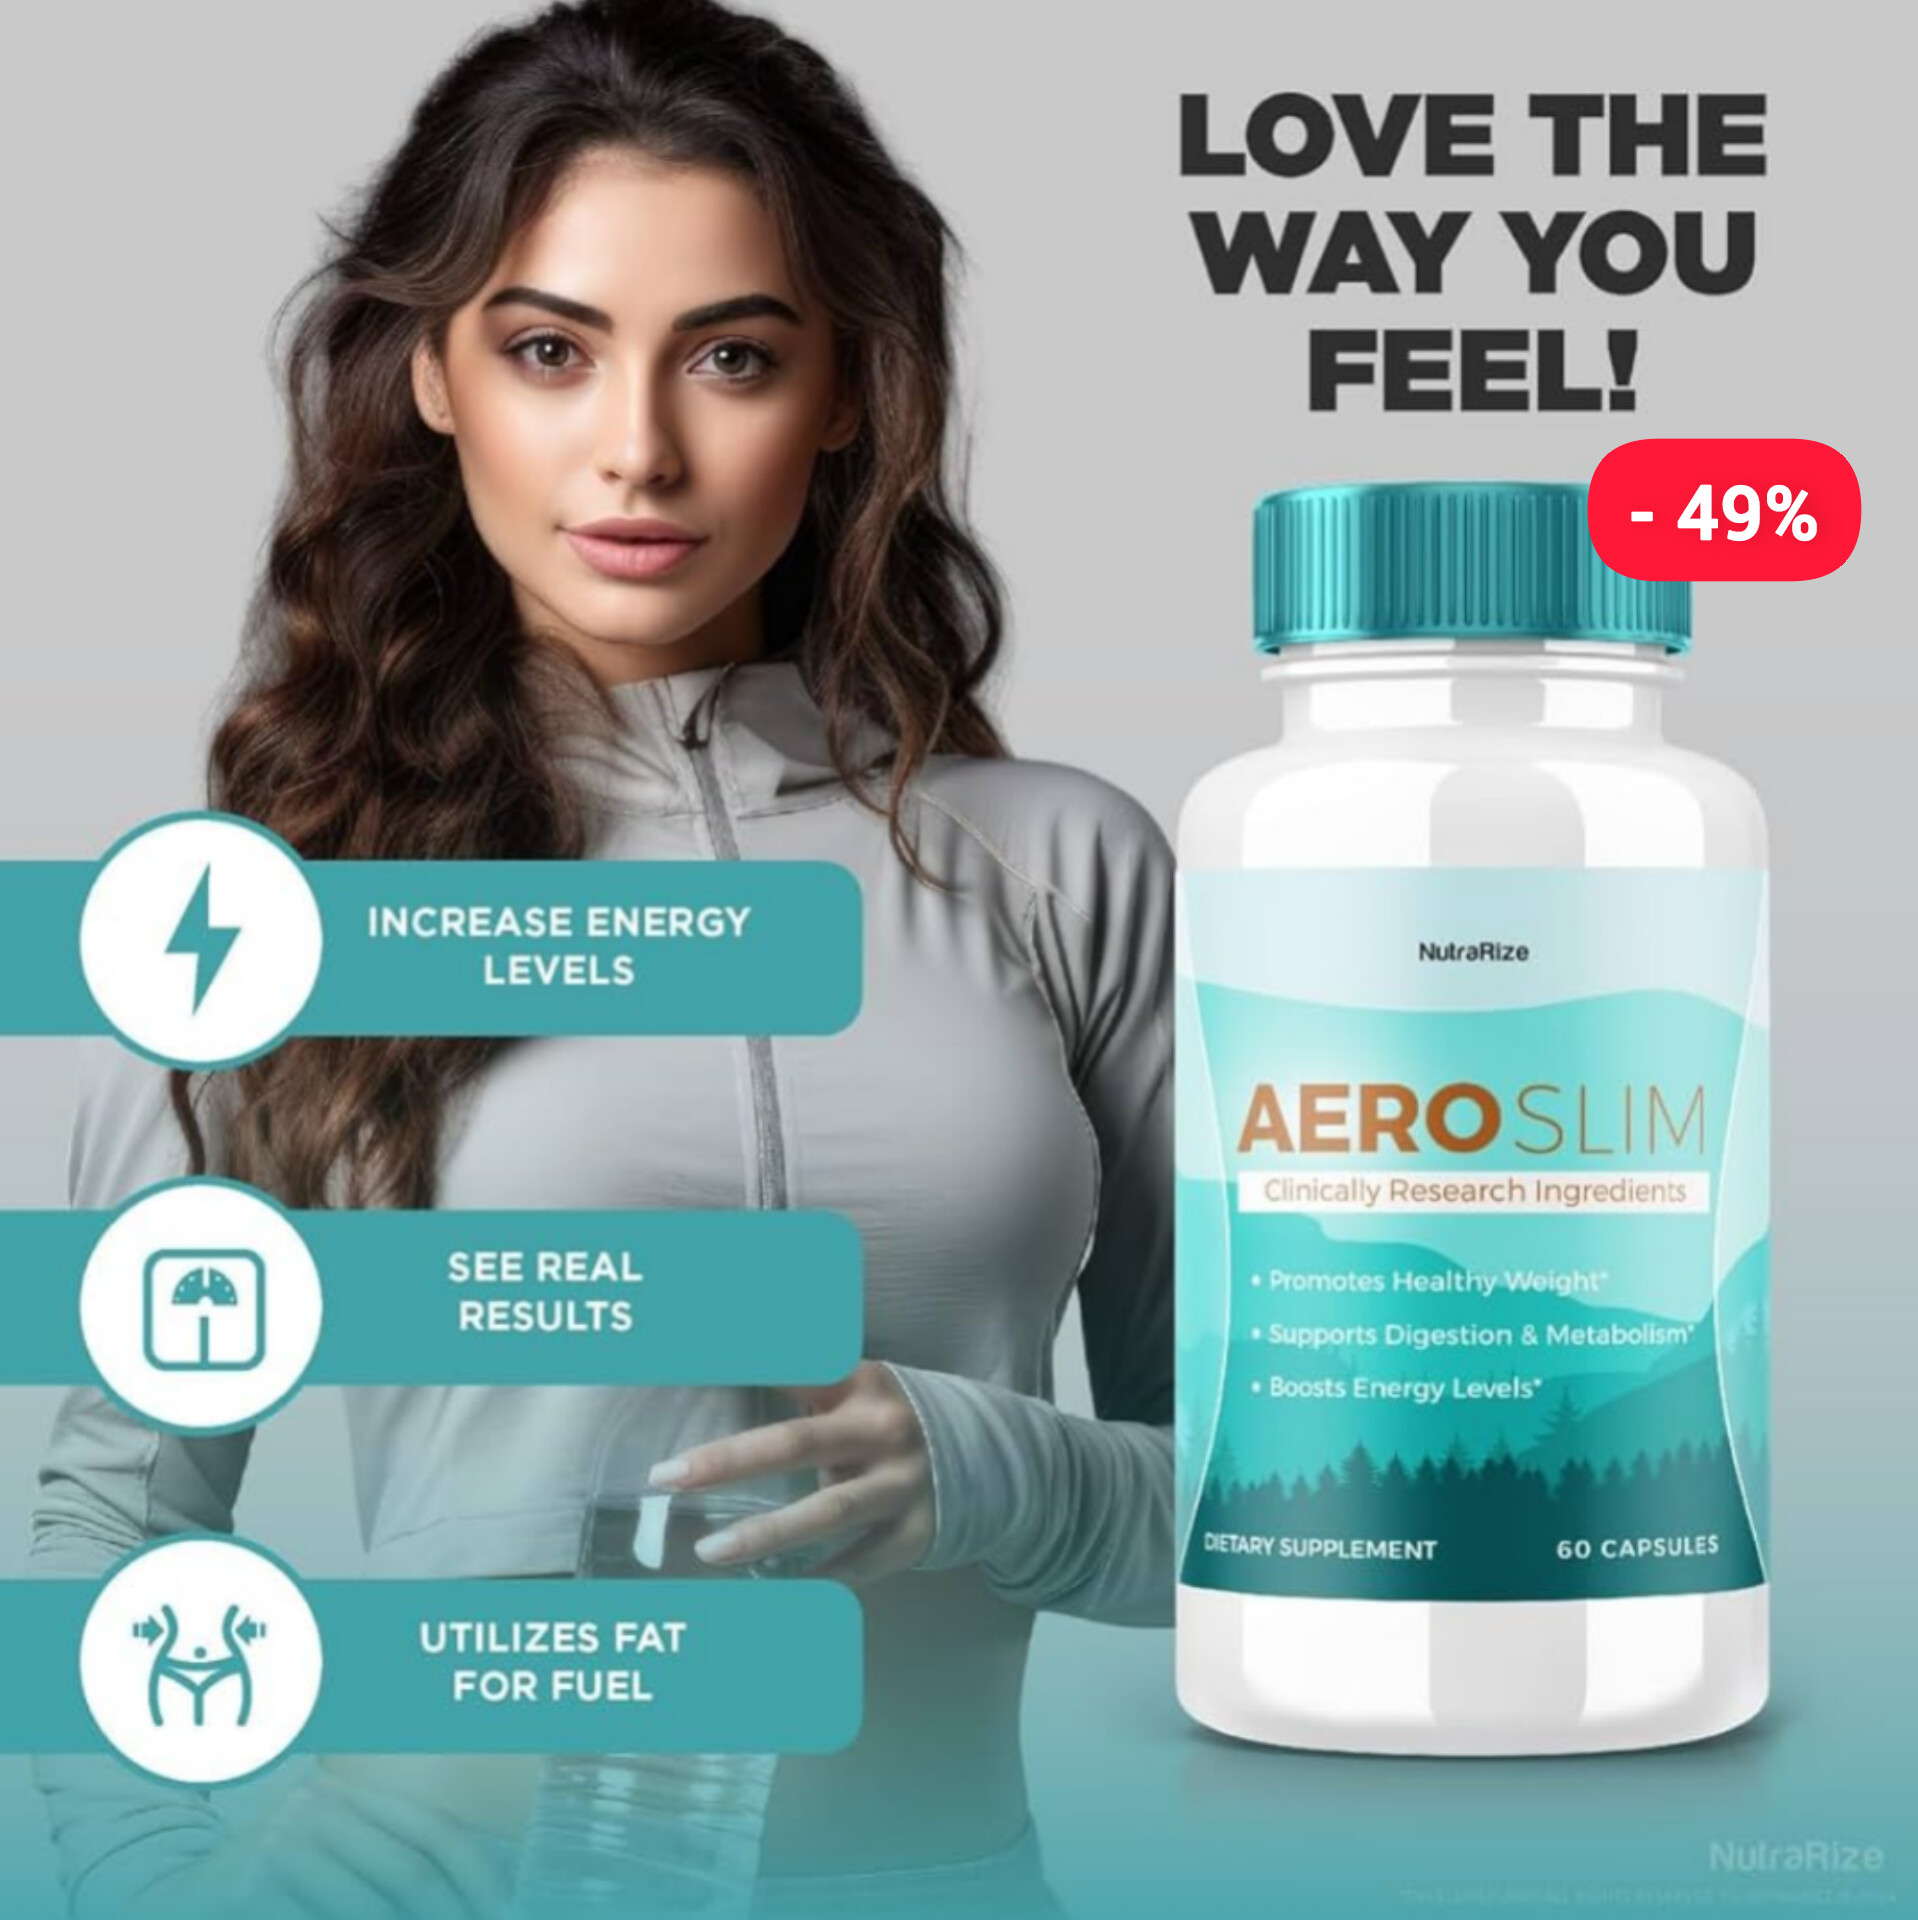 LOVE THE
WAY YOU
FEEL!
- 49%
INCREASE ENERGY
LEVELS
SEE REAL
RESULTS
UTILIZES FAT
FOR FUEL
NutraRize
AEROSLIM
Clinically Research Ingredients
• Promotes Healthy Weight*
• Supports Digestion & Metabolism*
• Boosts Energy Levels*
DIETARY SUPPLEMENT 60 CAPSULES
NutraRize